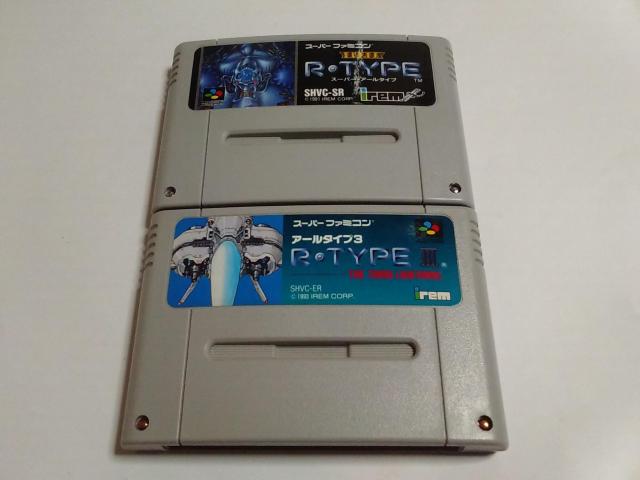 スーパーファミコン
SUPER
R・TYPE
TM
スーパーアールタイプ
SHVC-SR
© 1991 IREM CORP.
irem
スーパーファミコン
アールタイプ3
R・TYPE III
®
THE THIRD LIGHTNING
SHVC-ER
© 1993 IREM CORP.
irem